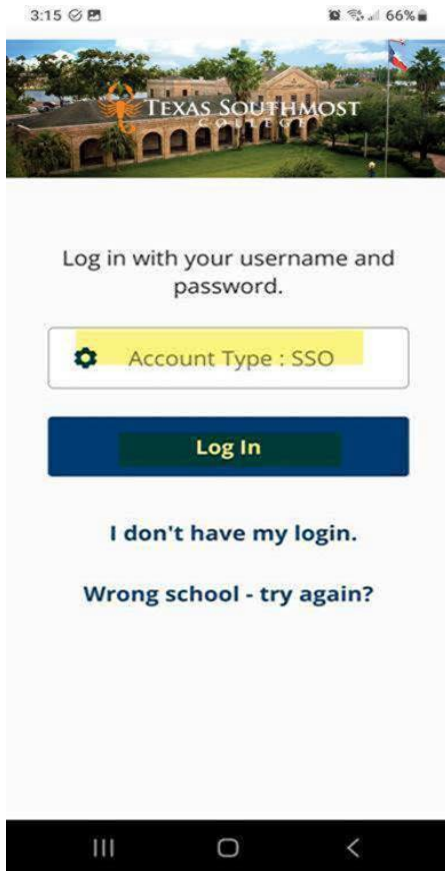 3:15
66%
TEXAS SOUTHMOST
COLLEGE
Log in with your username and
password.
Account Type : SSO
Log In
I don't have my login.
Wrong school - try again?